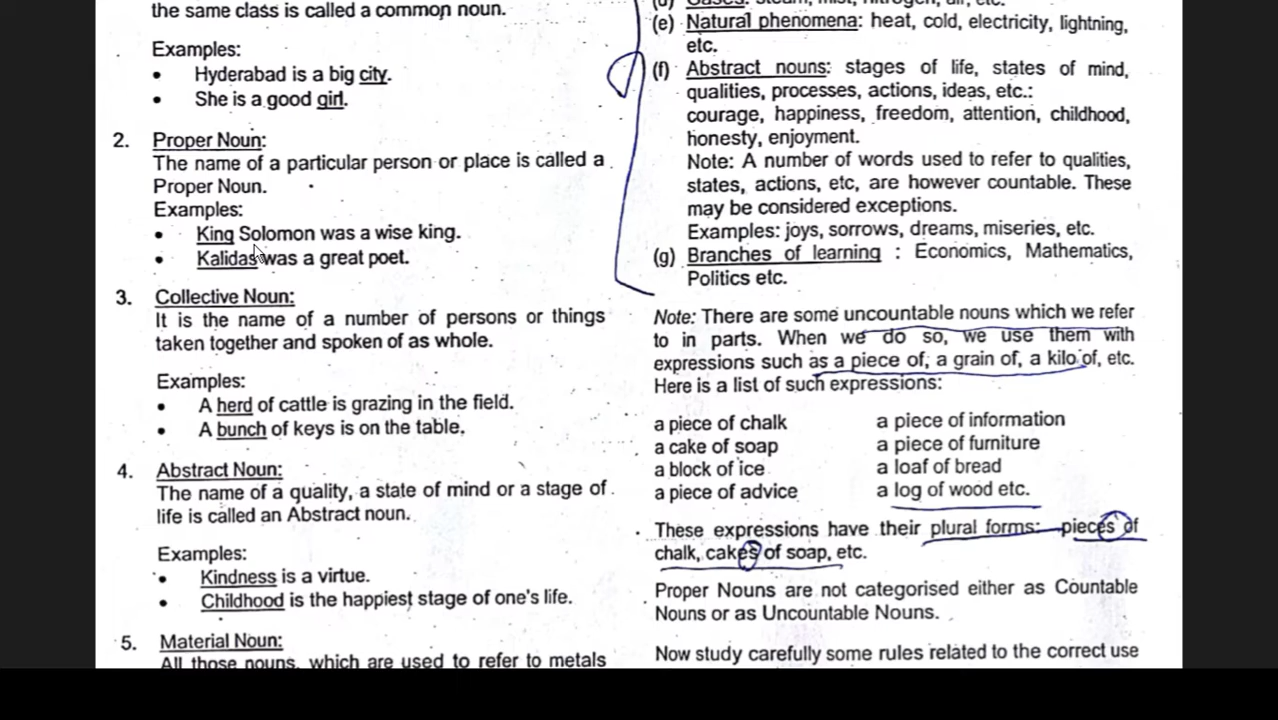 the same class is called a common noun.
Examples:
• Hyderabad is a big city.
• She is a good girl.
2. Proper Noun:
The name of a particular person or place is called a
Proper Noun.
Examples:
• King Solomon was a wise king.
• Kalidas was a great poet.
3. Collective Noun:
It is the name of a number of persons or things
taken together and spoken of as whole.
Examples:
• A herd of cattle is grazing in the field.
• A bunch of keys is on the table.
4. Abstract Noun:
The name of a quality, a state of mind or a stage of
life is called an Abstract noun.
Examples:
• Kindness is a virtue.
• Childhood is the happiest stage of one's life.
5. Material Noun:
All those nouns, which are used to refer to metals
(e) Natural phenomena: heat, cold, electricity, lightning,
etc.
(f) Abstract nouns: stages of life, states of mind,
qualities, processes, actions, ideas, etc.:
courage, happiness, freedom, attention, childhood,
honesty, enjoyment.
Note: A number of words used to refer to qualities,
states, actions, etc, are however countable. These
may be considered exceptions.
Examples: joys, sorrows, dreams, miseries, etc.
(g) Branches of learning : Economics, Mathematics,
Politics etc.
Note: There are some uncountable nouns which we refer
to in parts. When we do so, we use them with
expressions such as a piece of, a grain of, a kilo of, etc.
Here is a list of such expressions:
a piece of chalk a piece of information
a cake of soap a piece of furniture
a block of ice a loaf of bread
a piece of advice a log of wood etc.
These expressions have their plural forms: pieces of
chalk, cakes of soap, etc.
Proper Nouns are not categorised either as Countable
Nouns or as Uncountable Nouns.
Now study carefully some rules related to the correct use